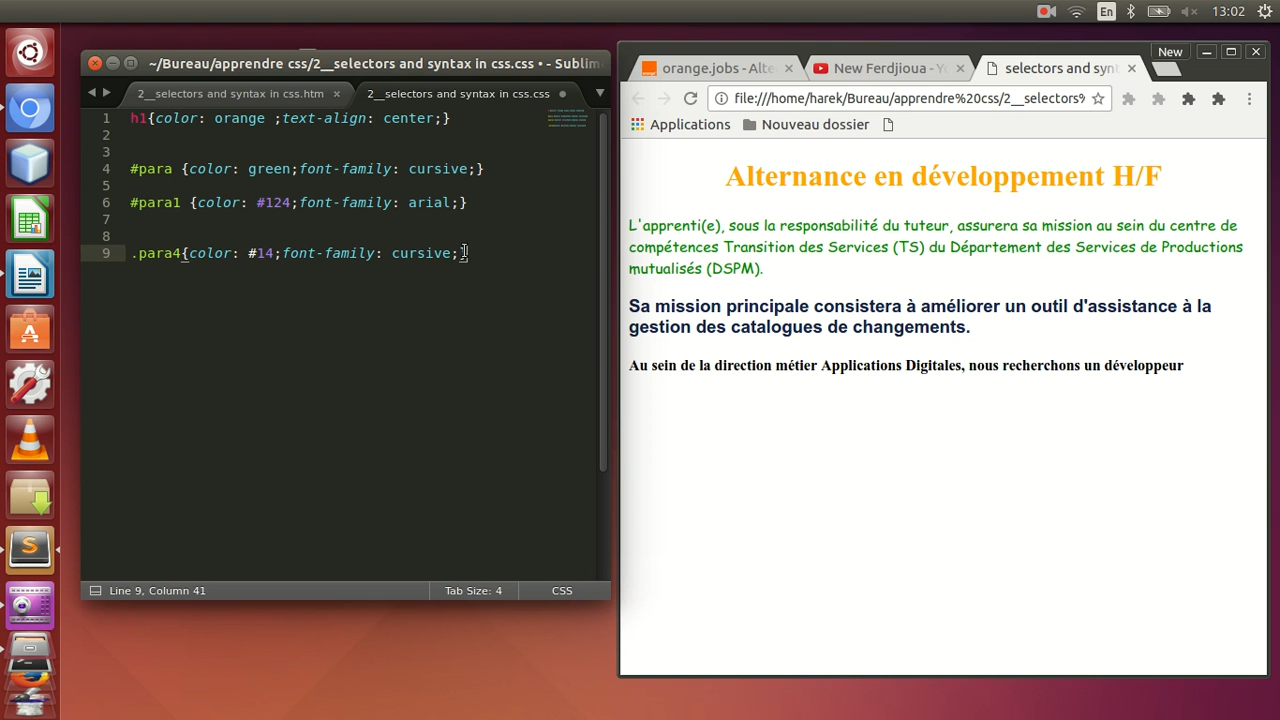 En
13:02
~/Bureau/apprendre css/2__selectors and syntax in css.css • - Sublim
2__selectors and syntax in css.htm ×
2__selectors and syntax in css.css
1 h1{color: orange ;text-align: center;}
2
3
4 #para {color: green;font-family: cursive;}
5
6 #para1 {color: #124;font-family: arial;}
7
8
9 .para4{color: #14;font-family: cursive;}
Line 9, Column 41
Tab Size: 4
CSS
New
orange.jobs - Alte
New Ferdjioua - Yo
selectors and synt
file:///home/harek/Bureau/apprendre%20css/2__selectors%
Applications
Nouveau dossier
Alternance en développement H/F
L'apprenti(e), sous la responsabilité du tuteur, assurera sa mission au sein du centre de
compétences Transition des Services (TS) du Département des Services de Productions
mutualisés (DSPM).
Sa mission principale consistera à améliorer un outil d'assistance à la
gestion des catalogues de changements.
Au sein de la direction métier Applications Digitales, nous recherchons un développeur